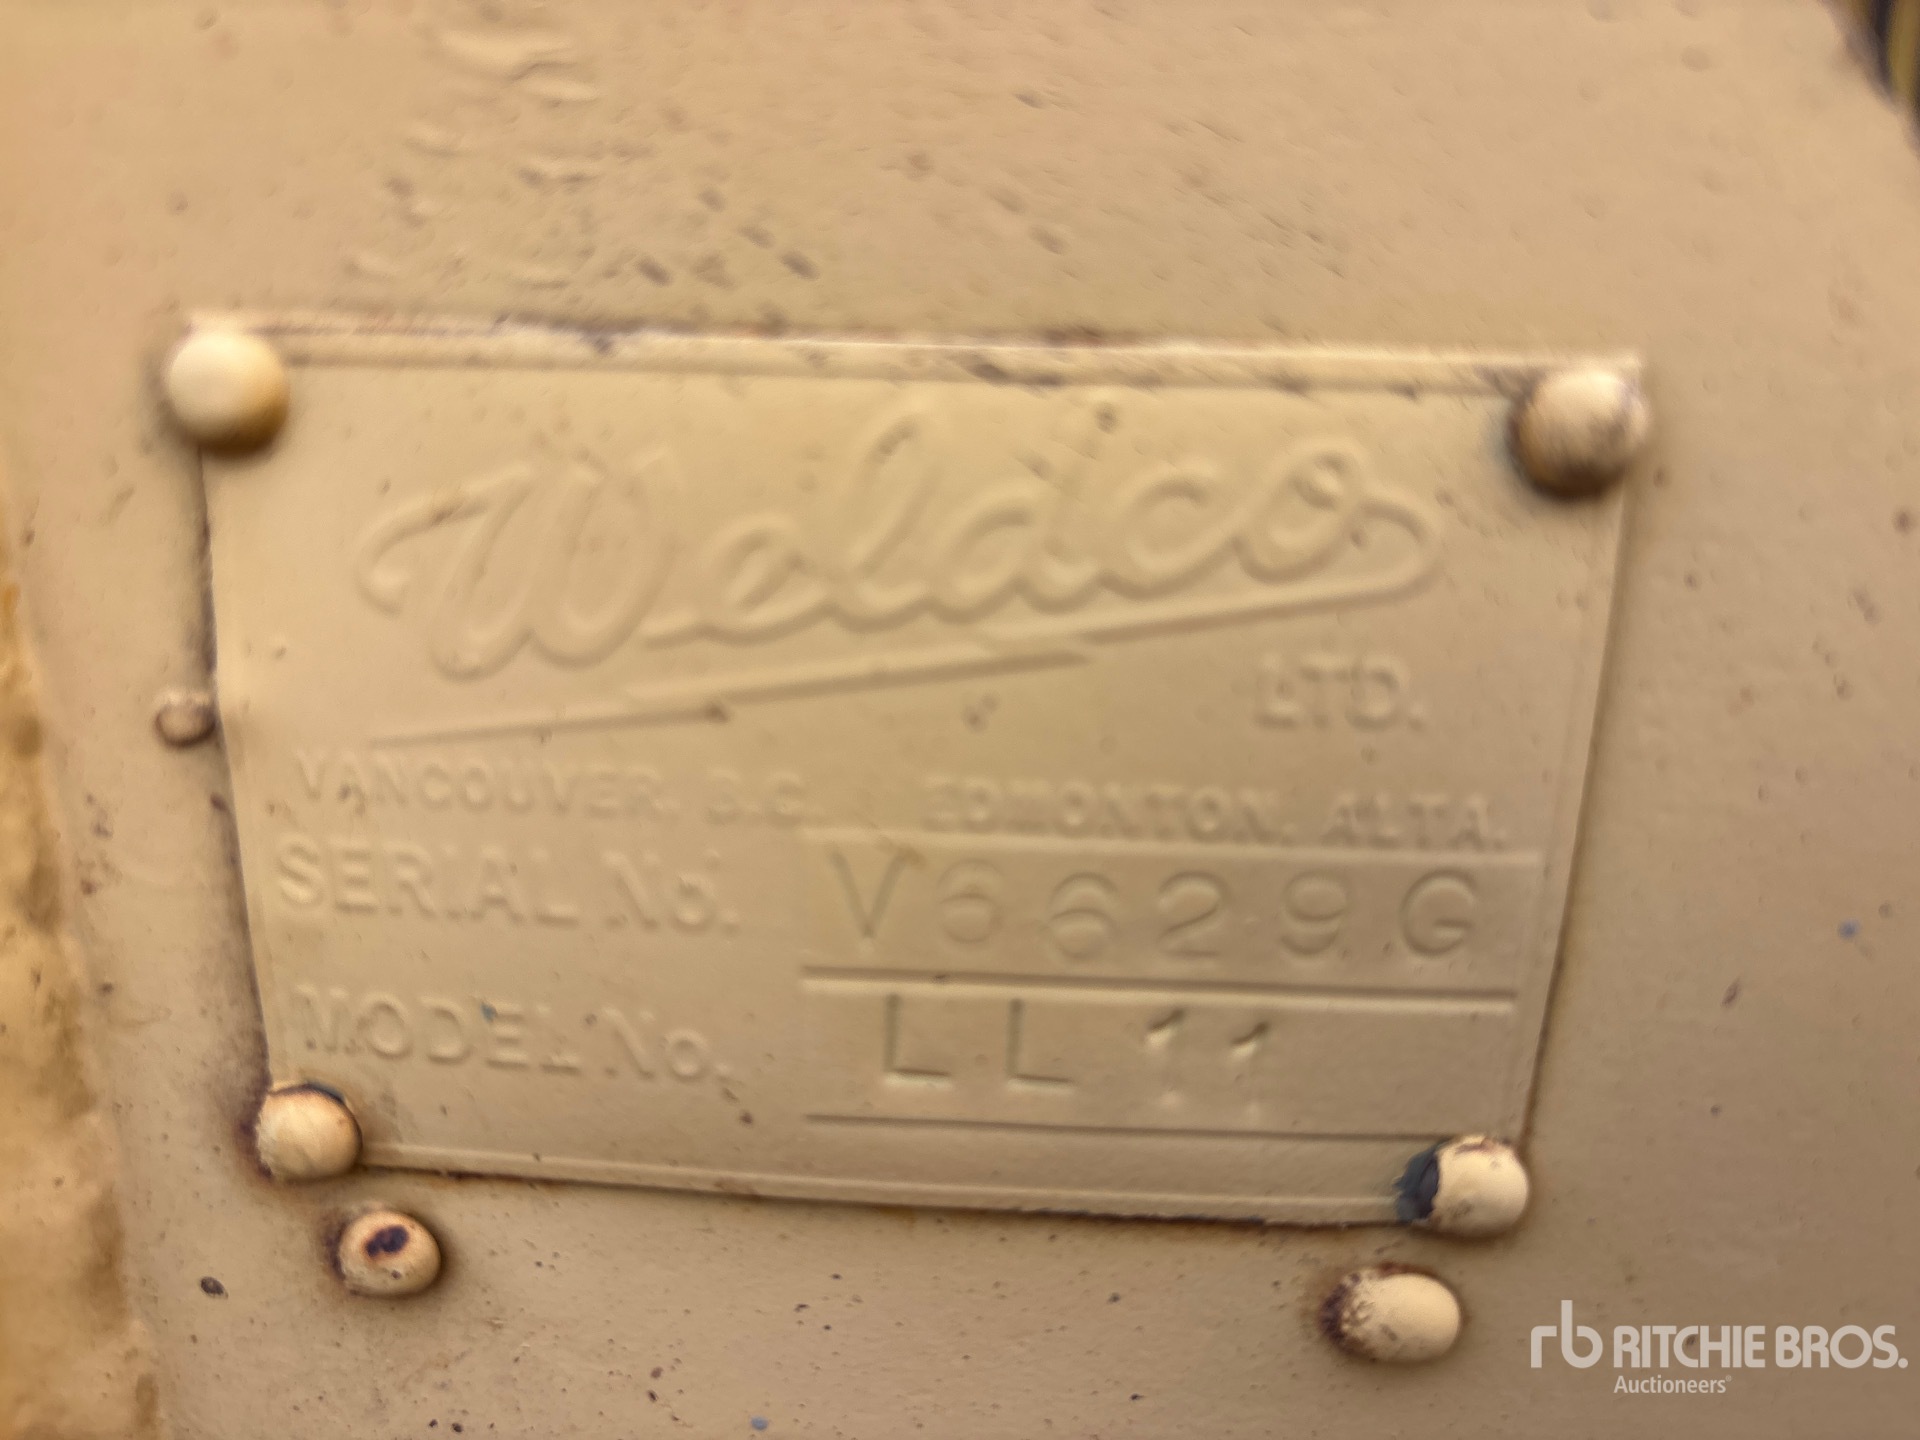 Weldco
LTD.
VANCOUVER, B.C. EDMONTON, ALTA.
SERIAL No. V6629G
MODEL No. LL11
rb RITCHIE BROS.
Auctioneers